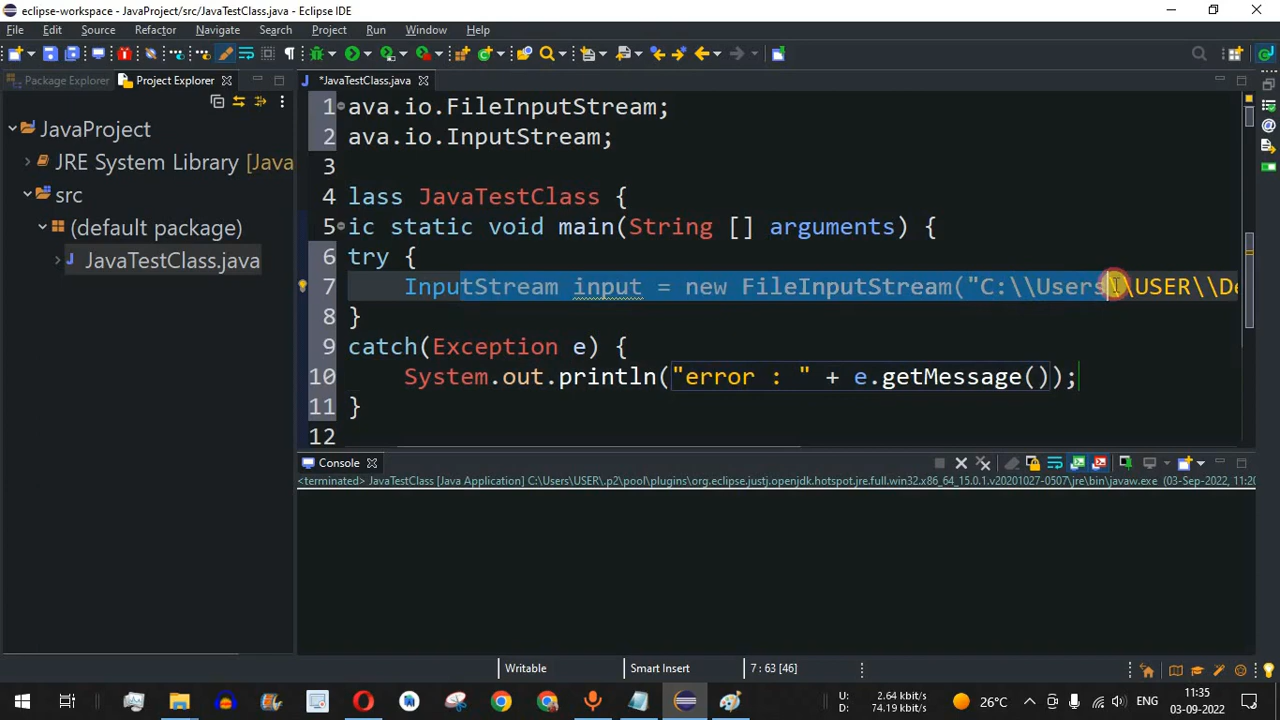 eclipse-workspace - JavaProject/src/JavaTestClass.java - Eclipse IDE
File Edit Source Refactor Navigate Search Project Run Window Help
Package Explorer Project Explorer
*JavaTestClass.java
JavaProject
JRE System Library [Java
src
(default package)
JavaTestClass.java
1 ava.io.FileInputStream;
2 ava.io.InputStream;
3
4 lass JavaTestClass {
5 ic static void main(String [] arguments) {
6 try {
7 InputStream input = new FileInputStream("C:\\Users\\USER\\De
8 }
9 catch(Exception e) {
10 System.out.println("error : " + e.getMessage());
11 }
12
Console
<terminated> JavaTestClass [Java Application] C:\Users\USER\.p2\pool\plugins\org.eclipse.justj.openjdk.hotspot.jre.full.win32.x86_64_15.0.1.v20201027-0507\jre\bin\javaw.exe (03-Sep-2022, 11:20
Writable Smart Insert 7 : 63 [46]
U: 2.64 kbit/s
D: 74.19 kbit/s
26°C
ENG
11:35
03-09-2022